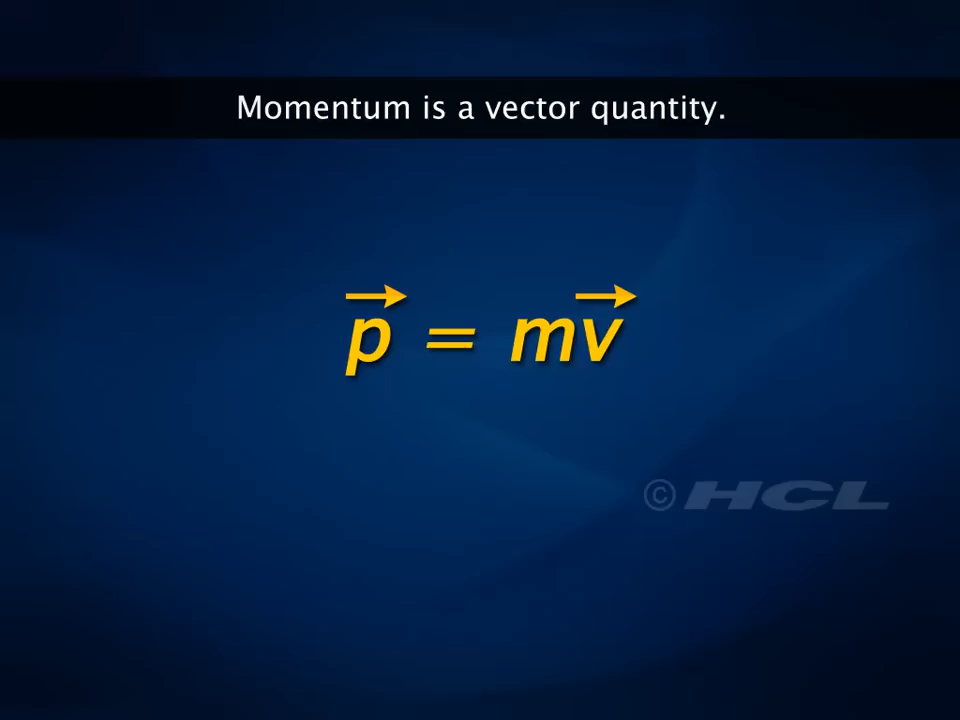 Momentum is a vector quantity.
p⃗ = mv⃗
©HCL